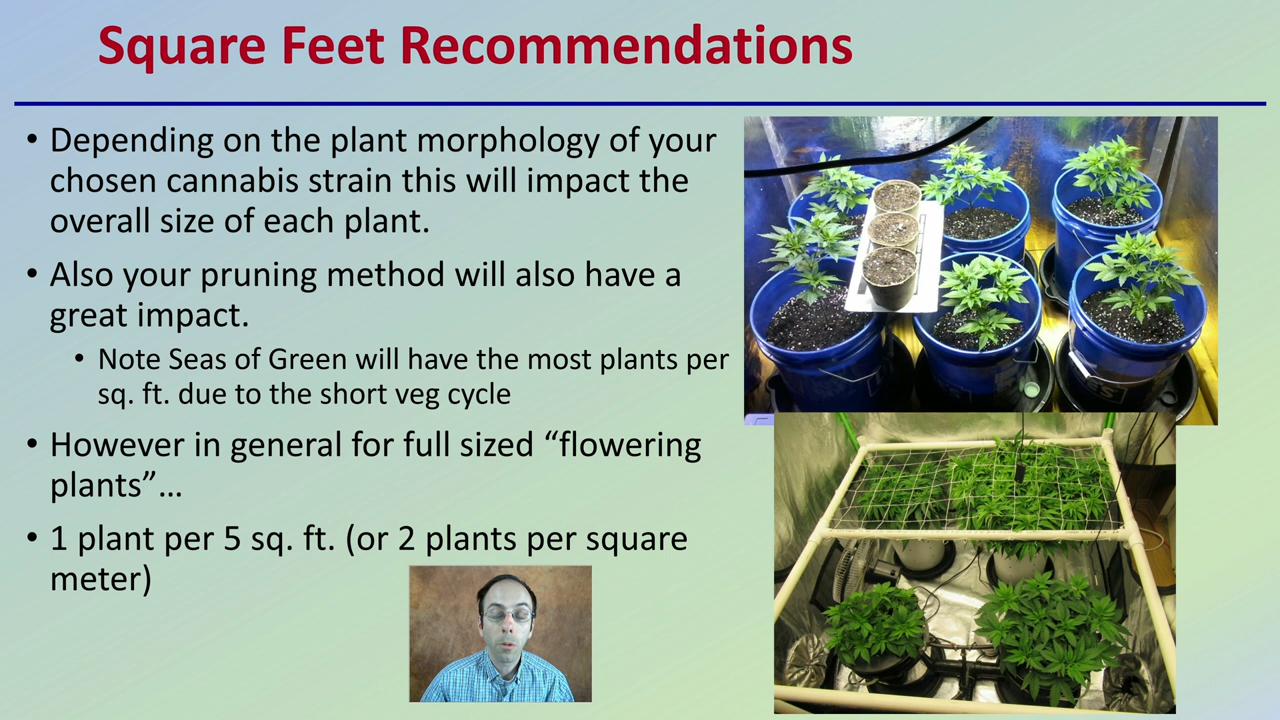 Square Feet Recommendations
• Depending on the plant morphology of your
chosen cannabis strain this will impact the
overall size of each plant.
• Also your pruning method will also have a
great impact.
• Note Seas of Green will have the most plants per
sq. ft. due to the short veg cycle
• However in general for full sized “flowering
plants”…
• 1 plant per 5 sq. ft. (or 2 plants per square
meter)